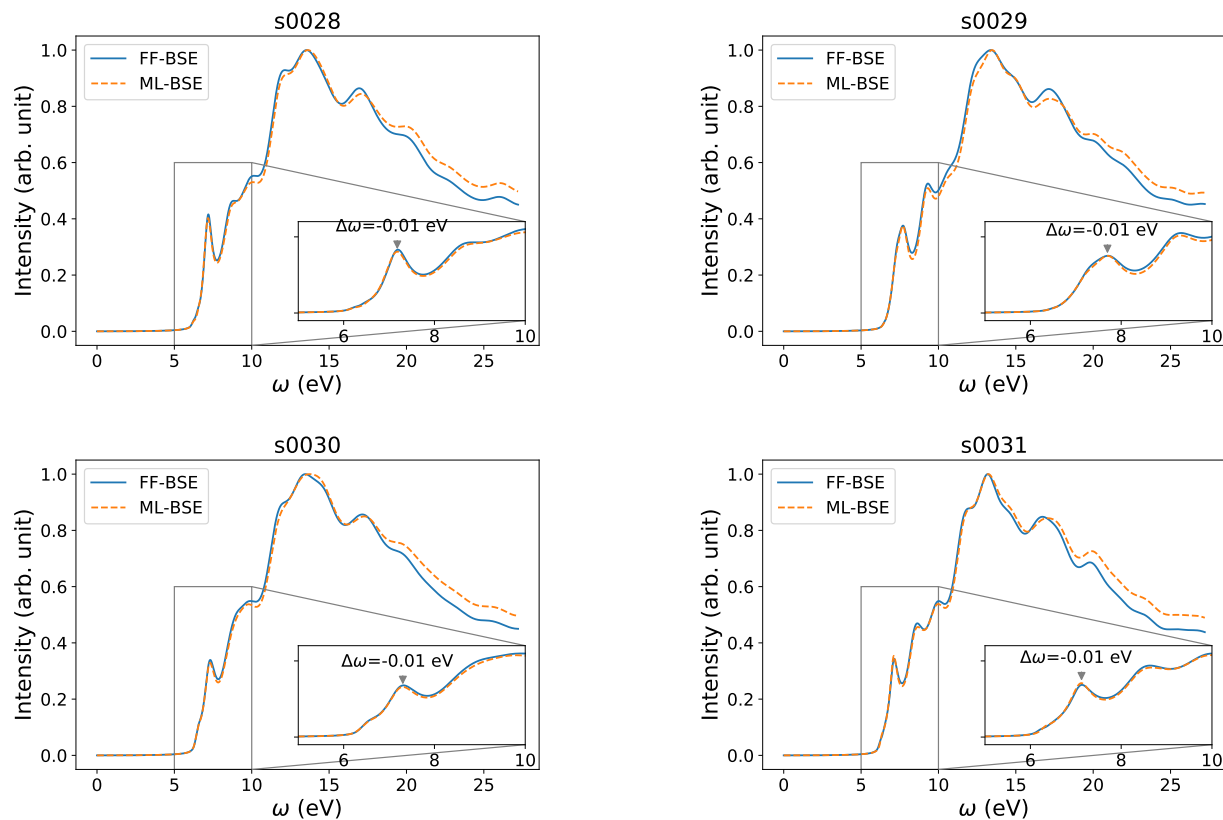 s0028
FF-BSE
ML-BSE
Intensity (arb. unit)
1.0
0.8
0.6
0.4
0.2
0.0
Δω=-0.01 eV
6 8 10
0 5 10 15 20 25
ω (eV)
s0029
FF-BSE
ML-BSE
Intensity (arb. unit)
1.0
0.8
0.6
0.4
0.2
0.0
Δω=-0.01 eV
6 8 10
0 5 10 15 20 25
ω (eV)
s0030
FF-BSE
ML-BSE
Intensity (arb. unit)
1.0
0.8
0.6
0.4
0.2
0.0
Δω=-0.01 eV
6 8 10
0 5 10 15 20 25
ω (eV)
s0031
FF-BSE
ML-BSE
Intensity (arb. unit)
1.0
0.8
0.6
0.4
0.2
0.0
Δω=-0.01 eV
6 8 10
0 5 10 15 20 25
ω (eV)